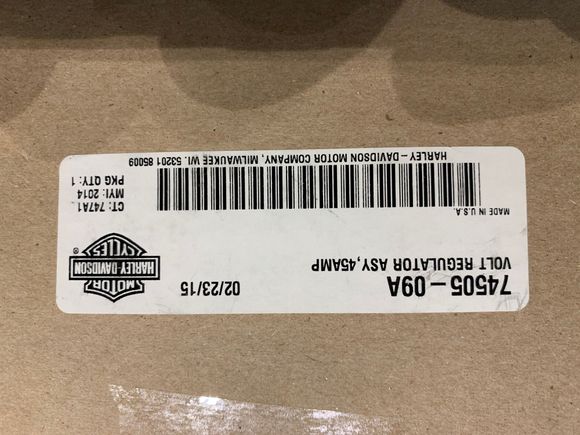 74505-09A
VOLT REGULATOR ASY,45AMP
02/23/15
MOTOR
HARLEY-DAVIDSON
CYCLES
®
MADE IN U.S.A.
CT: 747A1
MYI: 2014
PKG QTY: 1
HARLEY-DAVIDSON MOTOR COMPANY, MILWAUKEE WI. 53201 85009